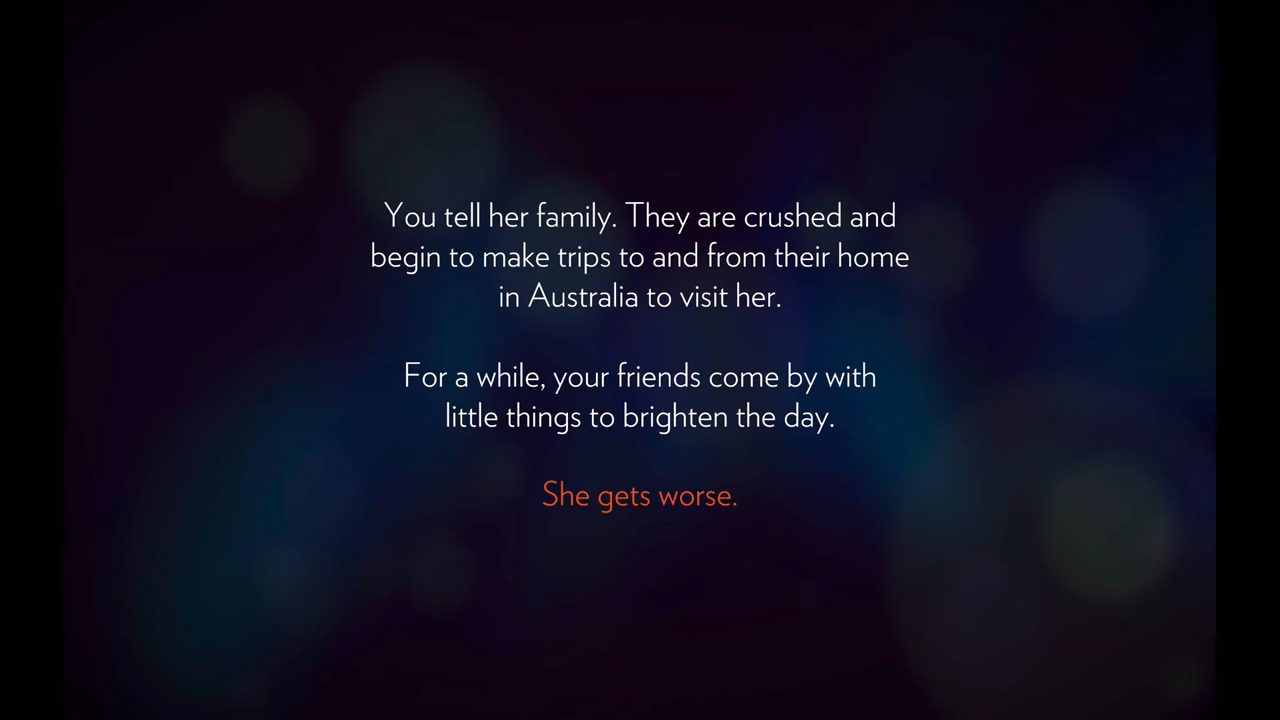 You tell her family. They are crushed and
begin to make trips to and from their home
in Australia to visit her.
For a while, your friends come by with
little things to brighten the day.
She gets worse.